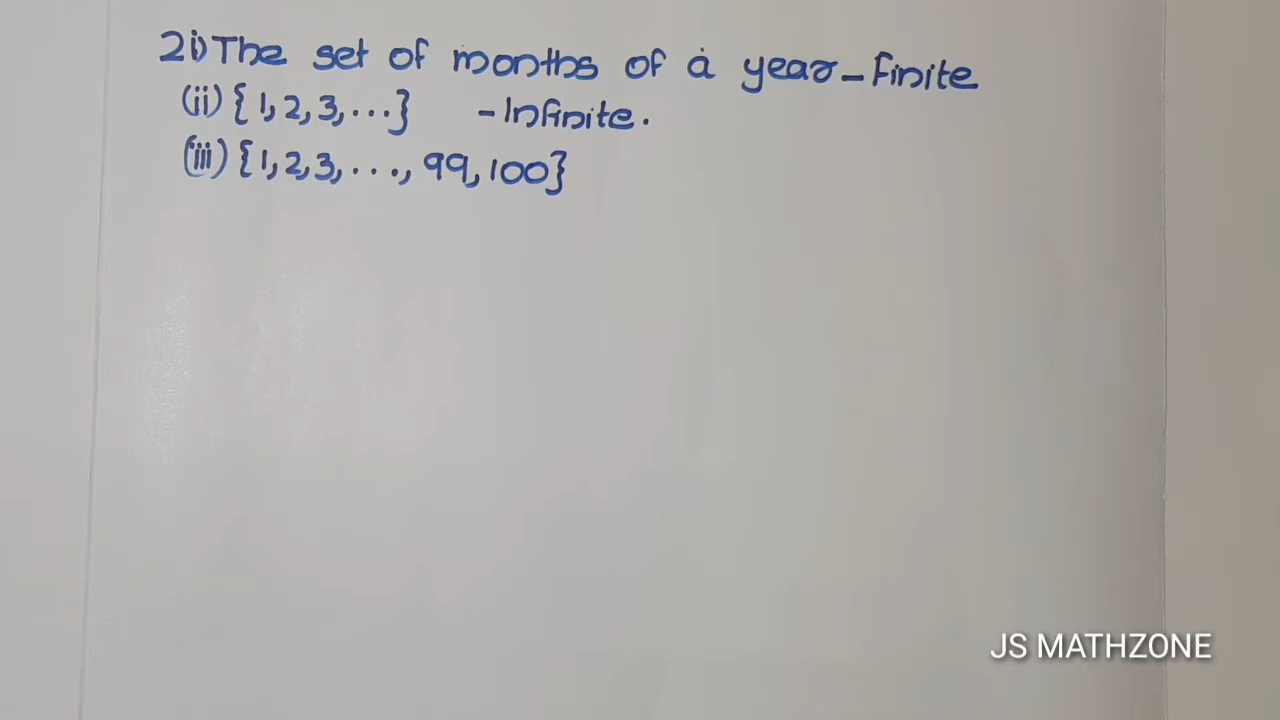 2i) The set of months of a year - Finite
(ii) {1, 2, 3, ...} - Infinite.
(iii) {1, 2, 3, ..., 99, 100}
JS MATHZONE